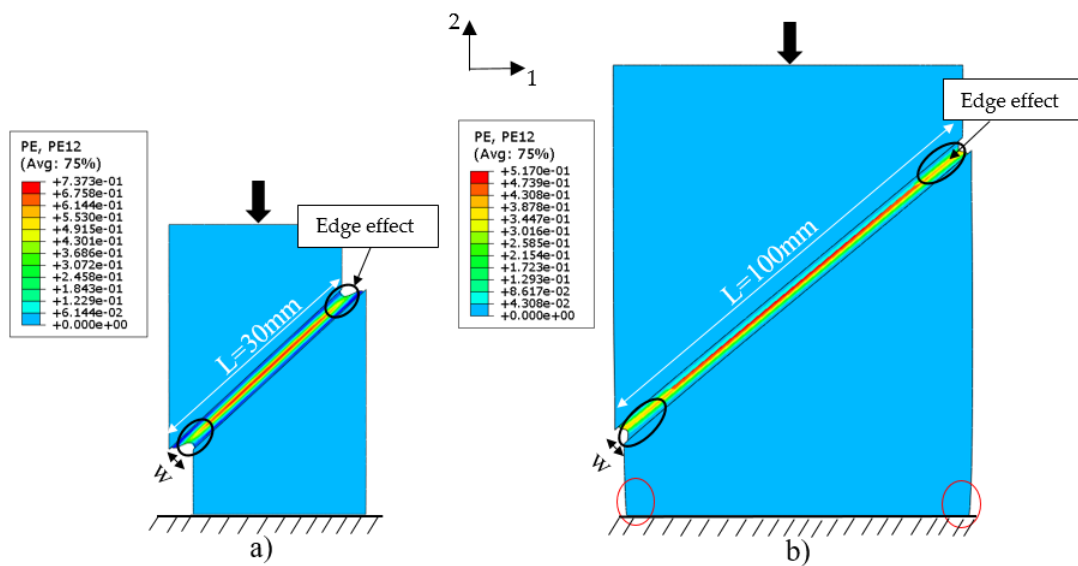 2
1
Edge effect
PE, PE12
(Avg: 75%)
+5.170e-01
+4.739e-01
+4.308e-01
+3.878e-01
+3.447e-01
+3.016e-01
+2.585e-01
+2.154e-01
+1.723e-01
+1.293e-01
+8.617e-02
+4.308e-02
+0.000e+00
L=100mm
w
b)
PE, PE12
(Avg: 75%)
+7.373e-01
+6.758e-01
+6.144e-01
+5.530e-01
+4.915e-01
+4.301e-01
+3.686e-01
+3.072e-01
+2.458e-01
+1.843e-01
+1.229e-01
+6.144e-02
+0.000e+00
Edge effect
L=30mm
w
a)